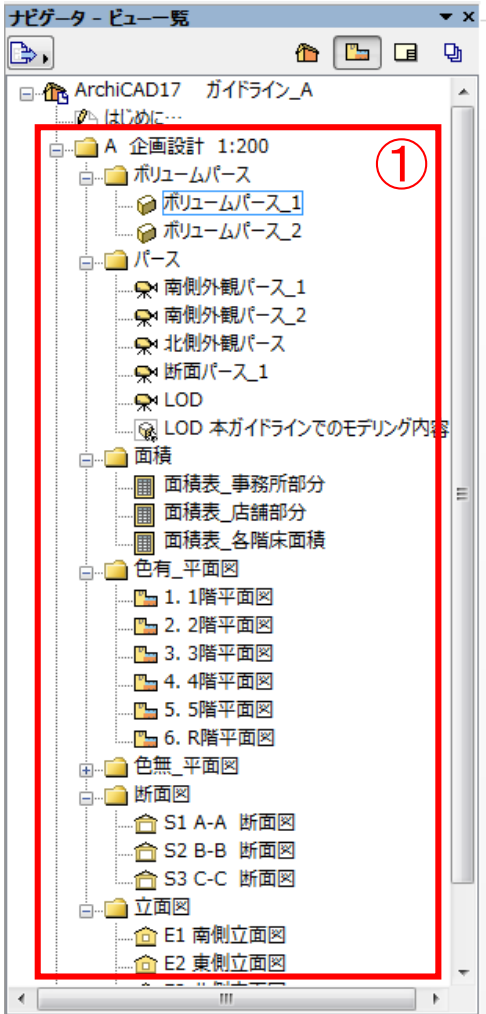 ナビゲータ - ビュー一覧
ArchiCAD17 ガイドライン_A
はじめに…
A 企画設計 1:200
①
ボリュームパース
ボリュームパース_1
ボリュームパース_2
パース
南側外観パース_1
南側外観パース_2
北側外観パース
断面パース_1
LOD
LOD 本ガイドラインでのモデリング内容
面積
面積表_事務所部分
面積表_店舗部分
面積表_各階床面積
色有_平面図
1. 1階平面図
2. 2階平面図
3. 3階平面図
4. 4階平面図
5. 5階平面図
6. R階平面図
色無_平面図
断面図
S1 A-A 断面図
S2 B-B 断面図
S3 C-C 断面図
立面図
E1 南側立面図
E2 東側立面図